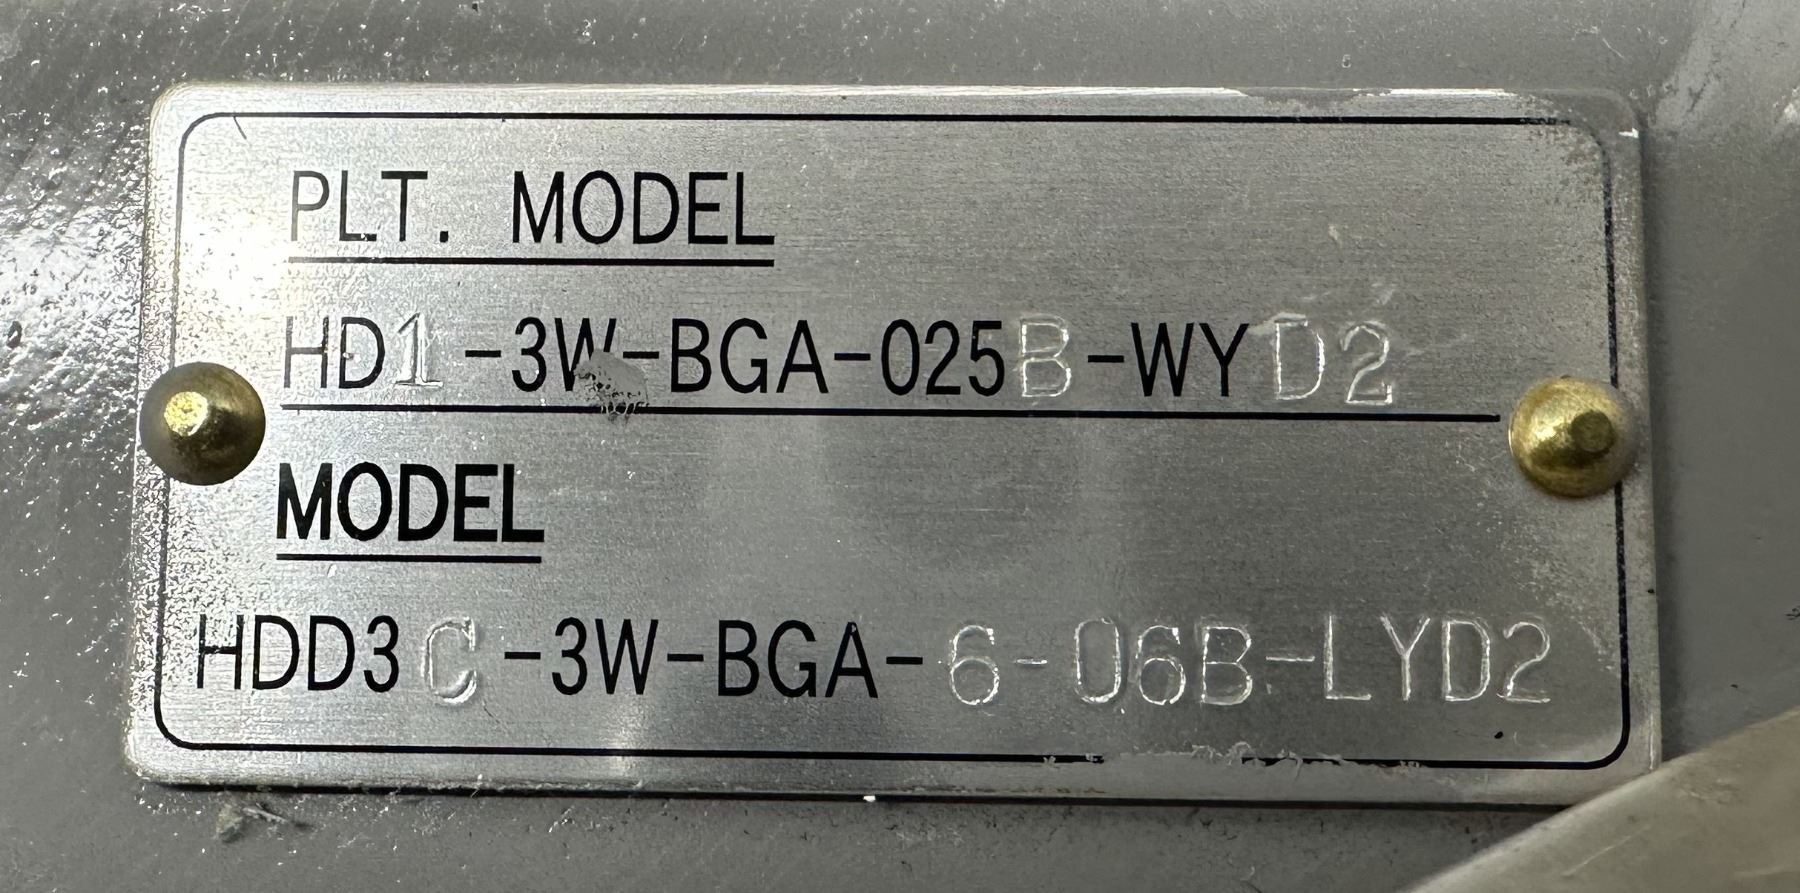 PLT. MODEL
HD1-3W-BGA-025B-WYD2
MODEL
HDD3C-3W-BGA-6-06B-LYD2